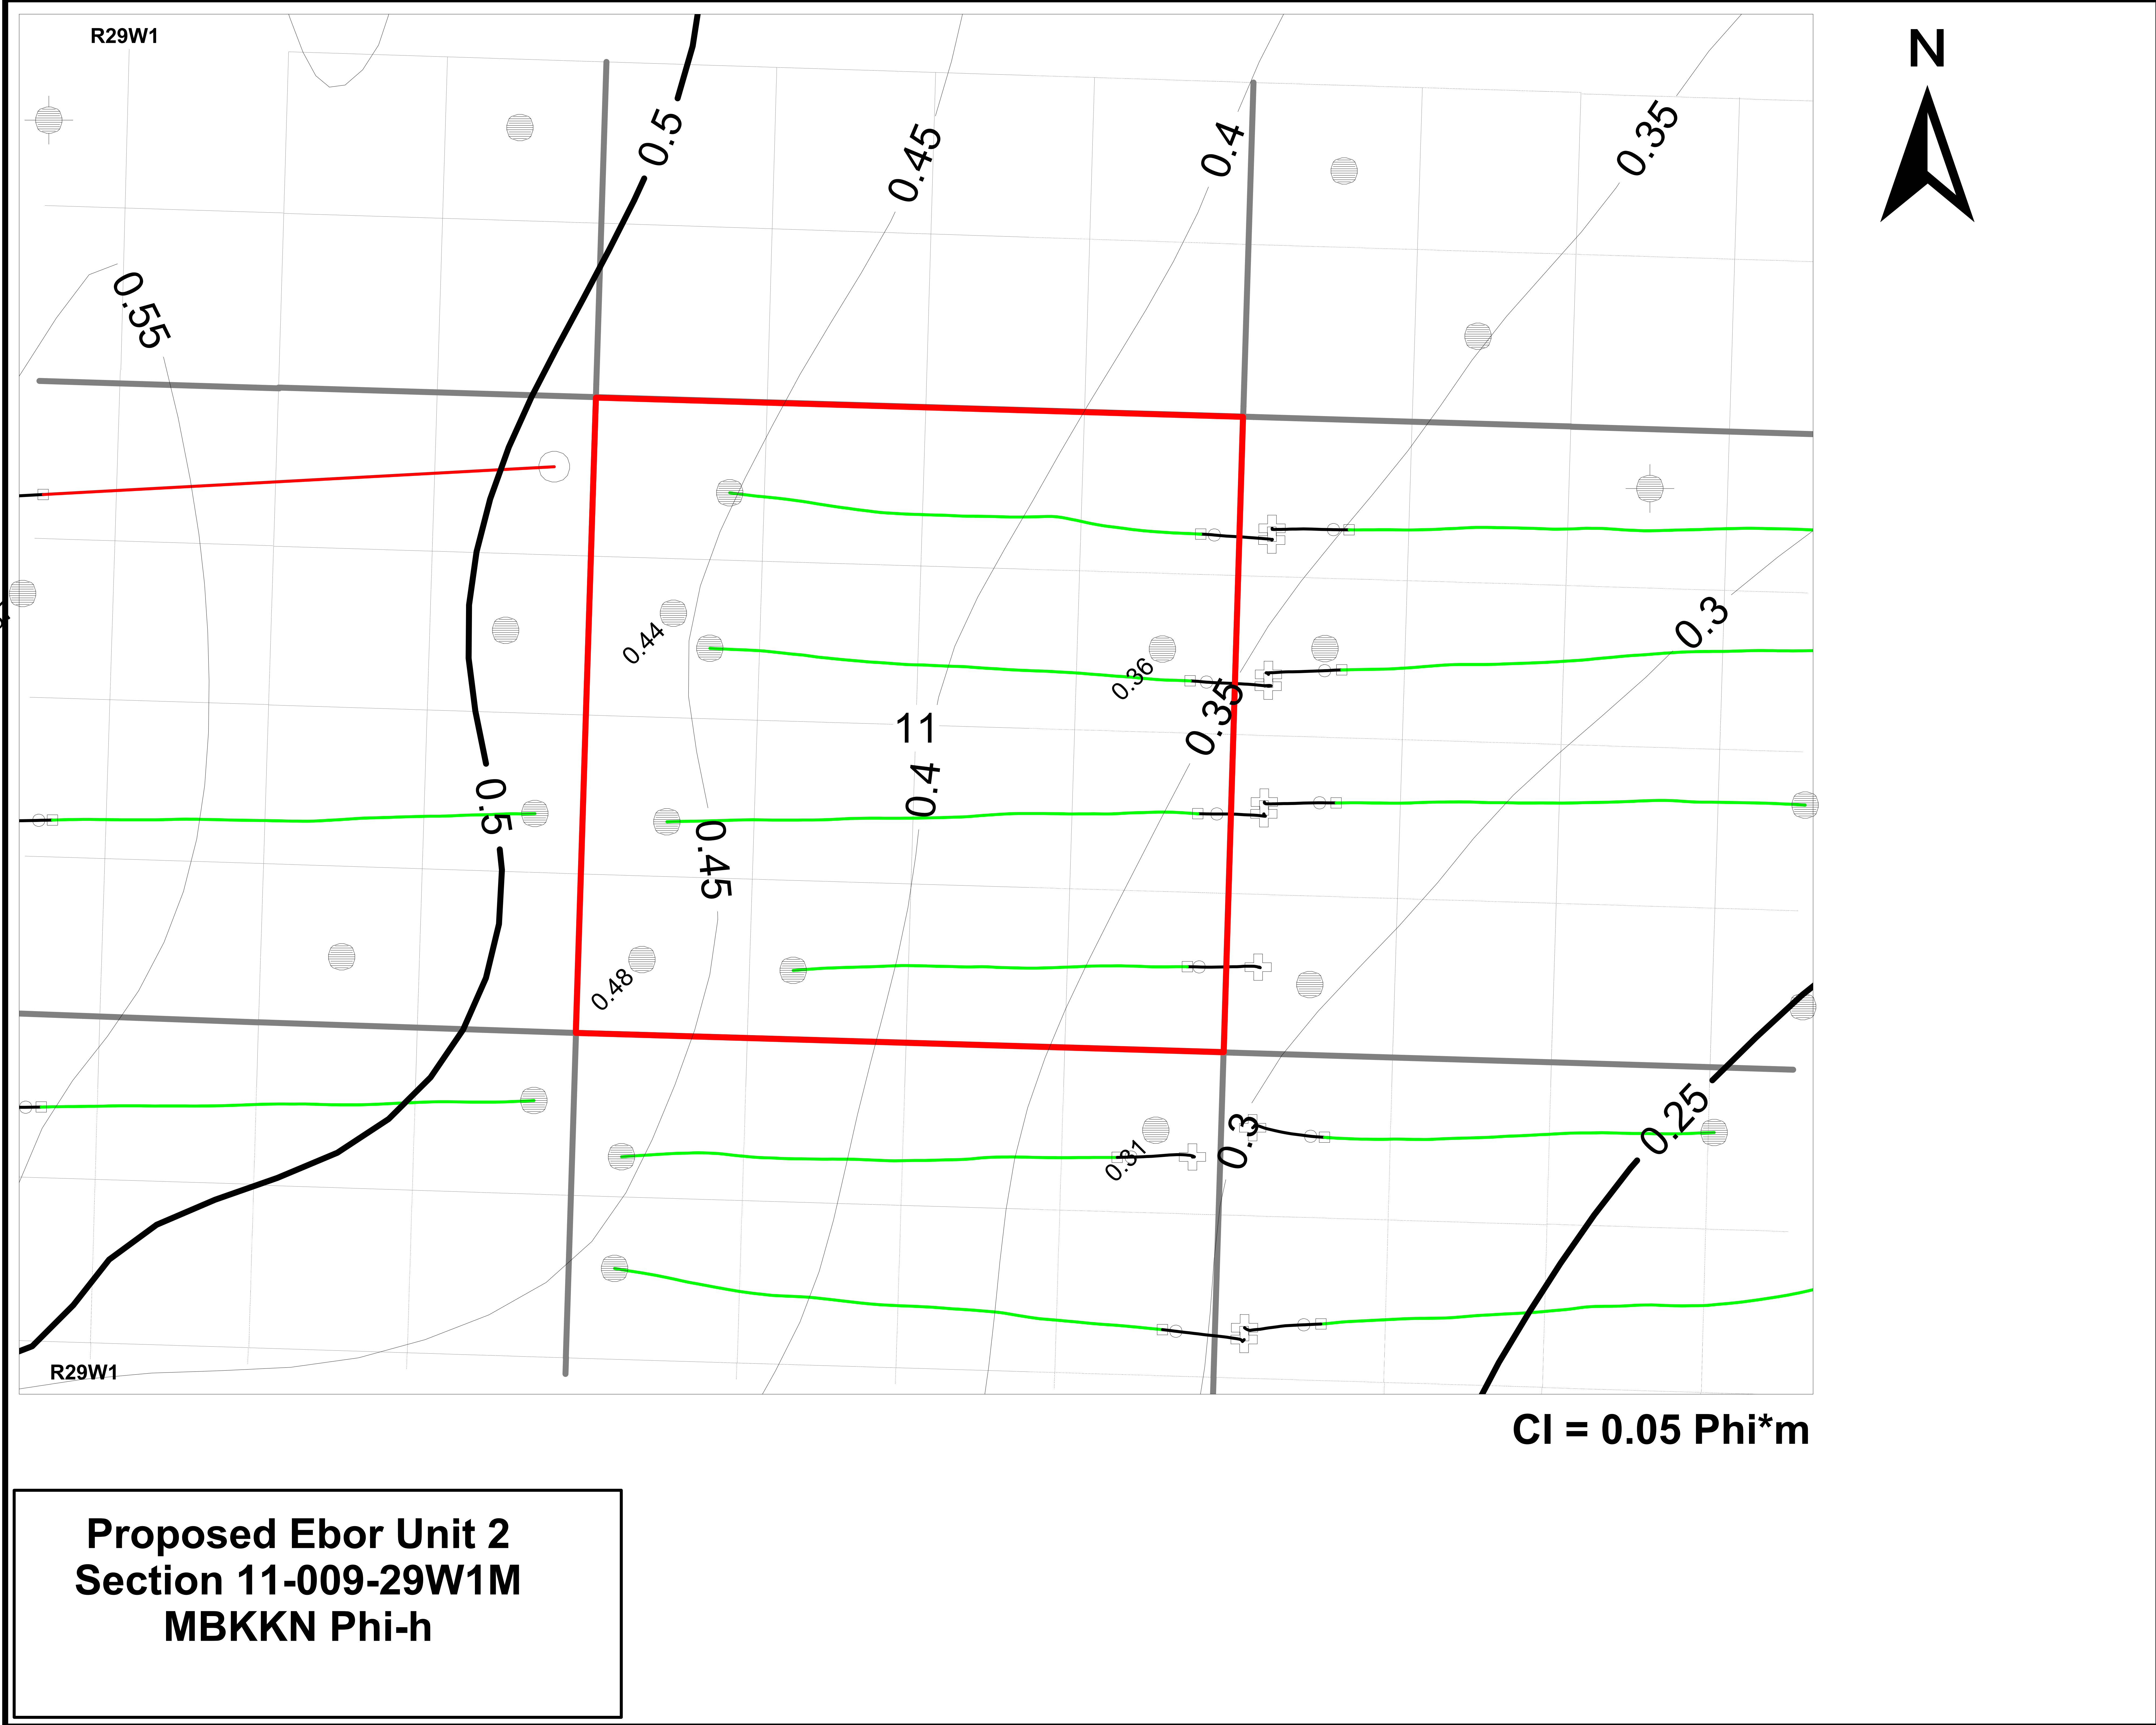 R29W1
N
0.5
0.45
0.4
0.35
0.55
0.3
0.44
0.36
0.35
11
0.4
0.5
0.45
0.48
0.25
0.3
0.31
R29W1
CI = 0.05 Phi*m
Proposed Ebor Unit 2
Section 11-009-29W1M
MBKKN Phi-h